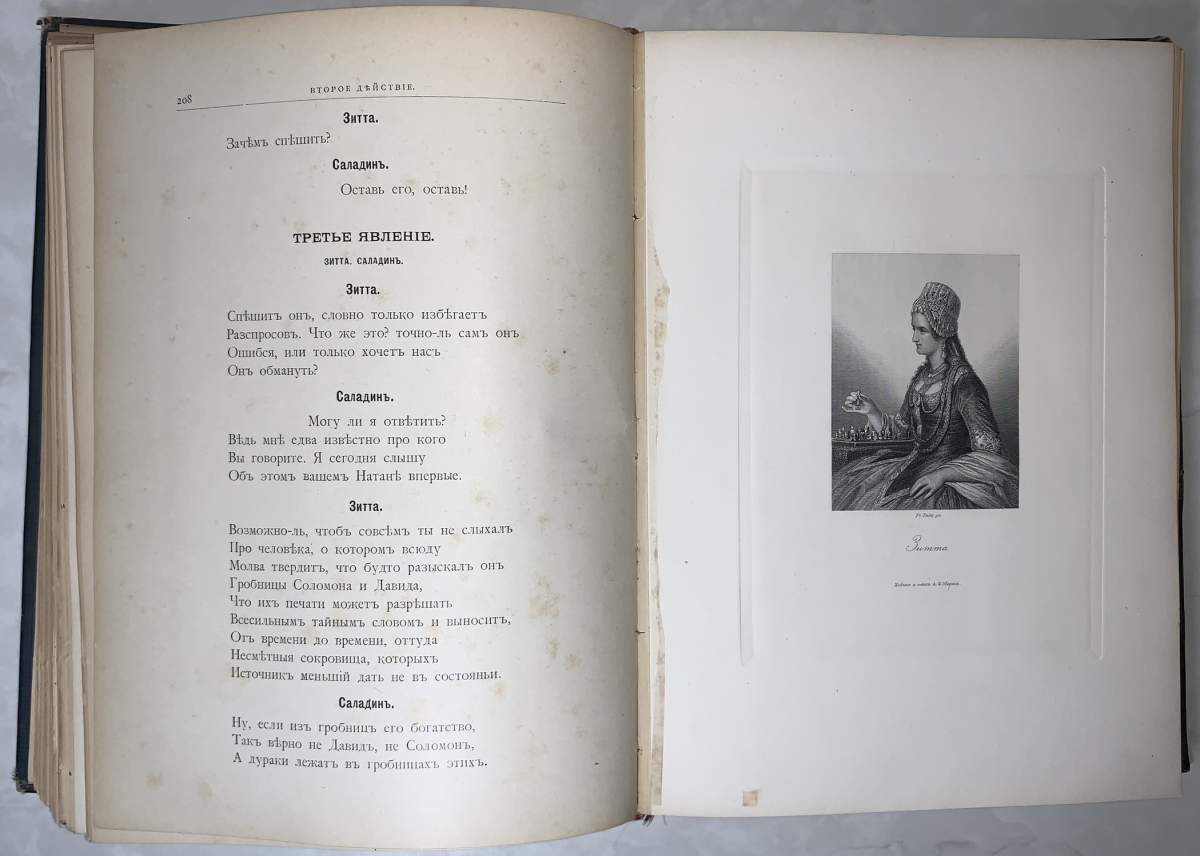 208
ВТОРОЕ ДѢЙСТВІЕ.
Зитта.
Зачѣмъ спѣшить?
Саладинъ.
Оставь его, оставь!
ТРЕТЬЕ ЯВЛЕНІЕ.
ЗИТТА. САЛАДИНЪ.
Зитта.
Спѣшитъ онъ, словно только избѣгаетъ
Разспросовъ. Что же это? точно-ль самъ онъ
Ошибся, или только хочетъ насъ
Онъ обмануть?
Саладинъ.
Могу ли я отвѣтить?
Вѣдь мнѣ едва извѣстно про кого
Вы говорите. Я сегодня слышу
Объ этомъ вашемъ Натанѣ впервые.
Зитта.
Возможно-ль, чтобъ совсѣмъ ты не слыхалъ
Про человѣка, о которомъ всюду
Молва твердитъ, что будто разыскалъ онъ
Гробницы Соломона и Давида,
Что ихъ печати можетъ разрѣшать
Всесильнымъ тайнымъ словомъ и выноситъ,
Отъ времени до времени, оттуда
Несмѣтныя сокровища, которыхъ
Источникъ меньшій дать не въ состояньи.
Саладинъ.
Ну, если изъ гробницъ его богатство,
Такъ вѣрно не Давидъ, не Соломонъ,
А дураки лежатъ въ гробницахъ этихъ.
Зитта